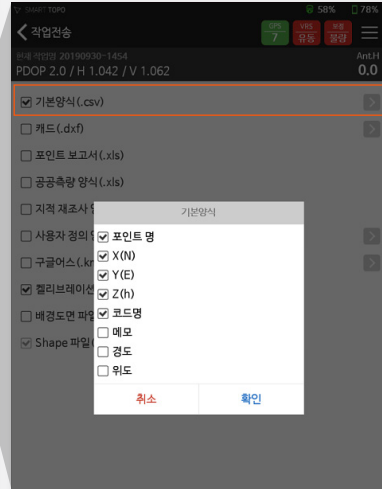 SMART TOPO 58% 78%
작업전송 GPS 7 VRS 유동 보통 불량
현재 작업명 20190930-1454 Ant.H
PDOP 2.0 / H 1.042 / V 1.062 0.0
기본양식(.csv)
캐드(.dxf)
포인트 보고서(.xls)
공공측량 양식(.xls)
지적 재조사
기본양식
사용자 정의
포인트 명
구글어스(.k
X(N)
Y(E)
켈리브레이션
Z(h)
배경도면 파일
코드명
메모
Shape 파일(
경도
위도
취소 확인